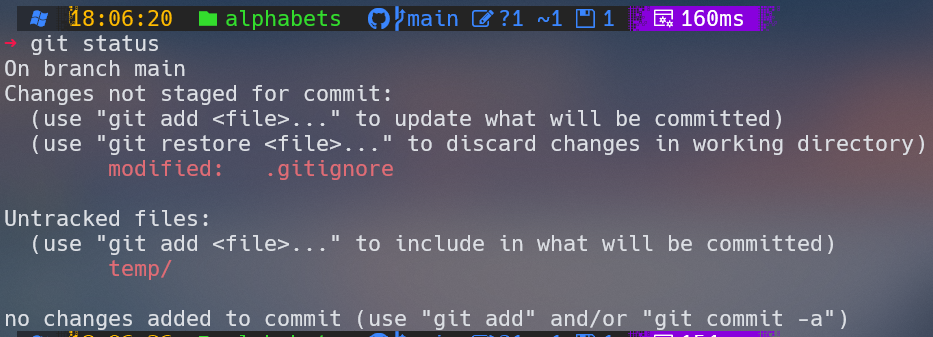 18:06:20 alphabets main ?1 ~1 1 160ms
→ git status
On branch main
Changes not staged for commit:
(use "git add <file>..." to update what will be committed)
(use "git restore <file>..." to discard changes in working directory)
modified: .gitignore
Untracked files:
(use "git add <file>..." to include in what will be committed)
temp/
no changes added to commit (use "git add" and/or "git commit -a")